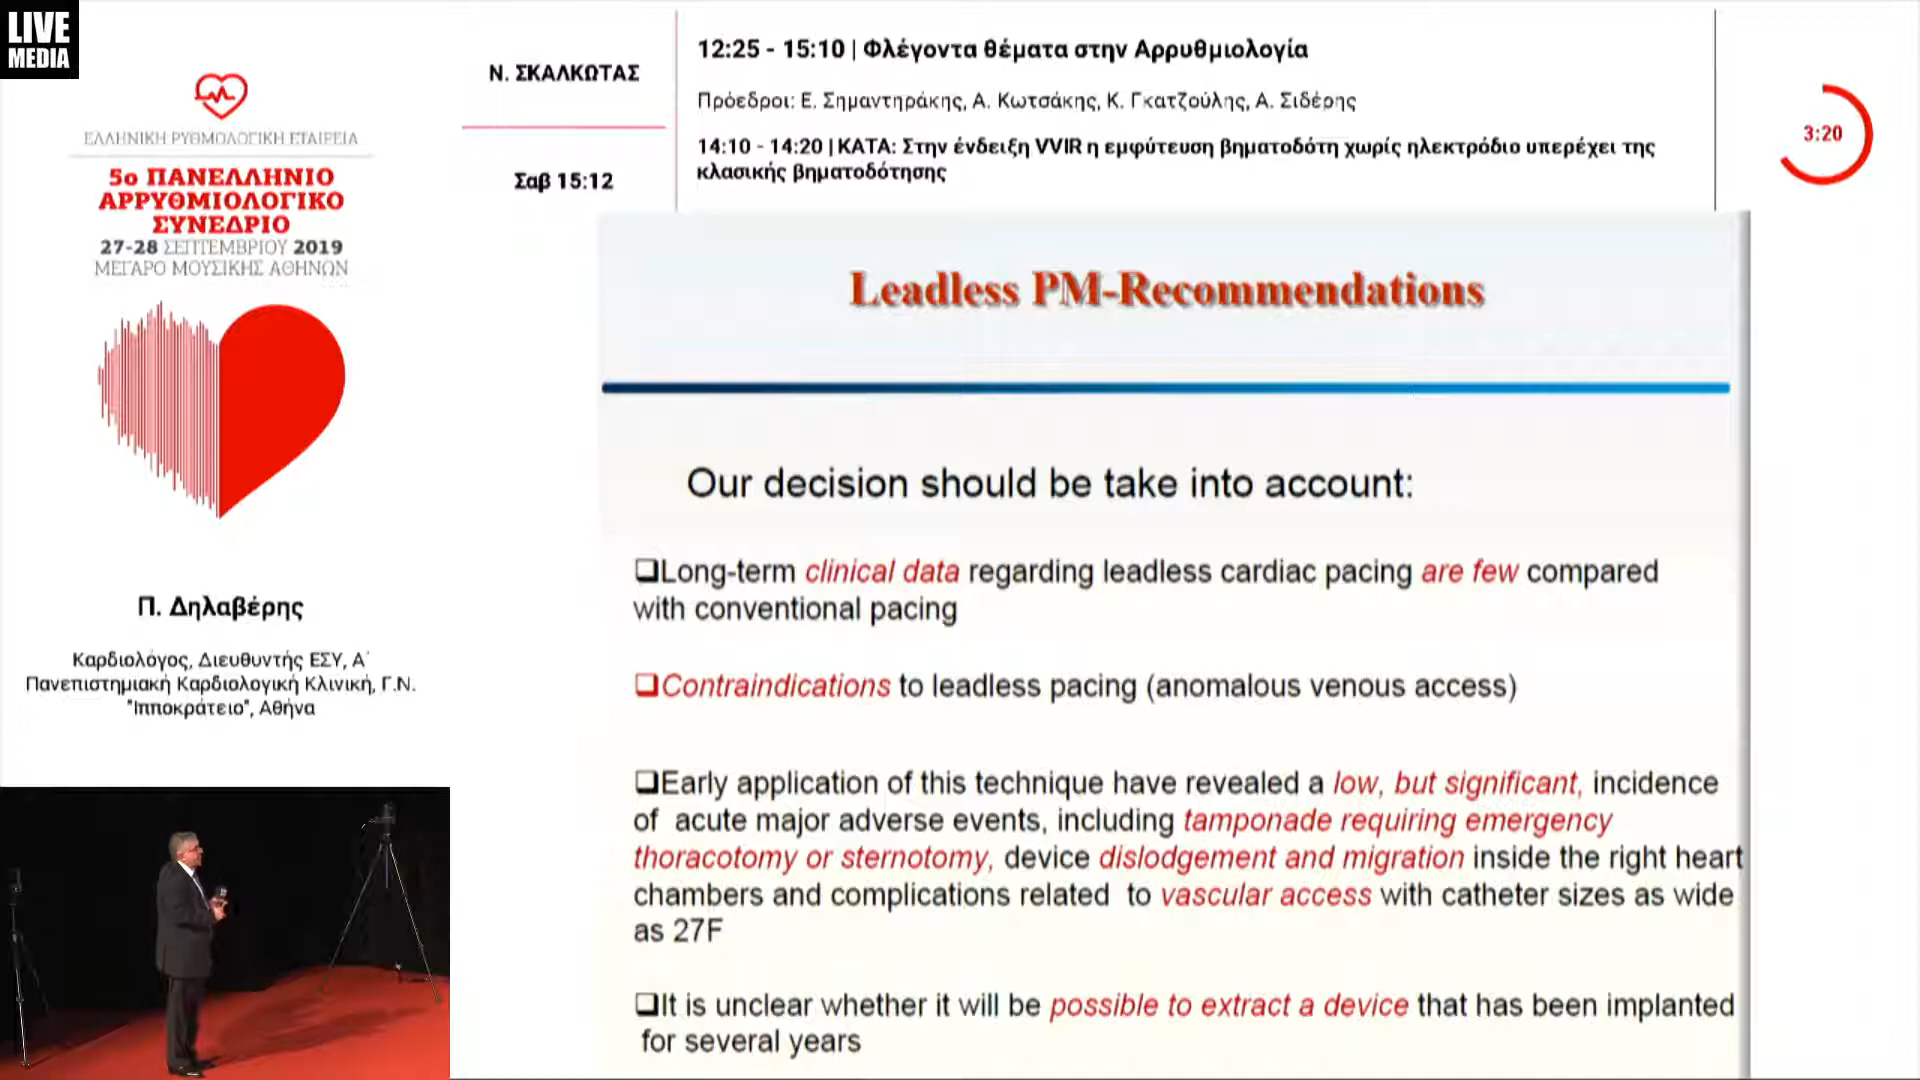 LIVE
MEDIA
ΕΛΛΗΝΙΚΗ ΡΥΘΜΟΛΟΓΙΚΗ ΕΤΑΙΡΕΙΑ
5ο ΠΑΝΕΛΛΗΝΙΟ
ΑΡΡΥΘΜΙΟΛΟΓΙΚΟ
ΣΥΝΕΔΡΙΟ
27-28 ΣΕΠΤΕΜΒΡΙΟΥ 2019
ΜΕΓΑΡΟ ΜΟΥΣΙΚΗΣ ΑΘΗΝΩΝ
Π. Δηλαβέρης
Καρδιολόγος, Διευθυντής ΕΣΥ, Α΄
Πανεπιστημιακή Καρδιολογική Κλινική, Γ.Ν.
"Ιπποκράτειο", Αθήνα
Ν. ΣΚΑΛΚΩΤΑΣ
Σαβ 15:12
12:25 - 15:10 | Φλέγοντα θέματα στην Αρρυθμιολογία
Πρόεδροι: Ε. Σημαντηράκης, Α. Κωτσάκης, Κ. Γκατζούλης, Α. Σιδέρης
14:10 - 14:20 | ΚΑΤΑ: Στην ένδειξη VVIR η εμφύτευση βηματοδότη χωρίς ηλεκτρόδιο υπερέχει της
κλασικής βηματοδότησης
3:20
Leadless PM-Recommendations
Our decision should be take into account:
❑Long-term clinical data regarding leadless cardiac pacing are few compared
with conventional pacing
❑Contraindications to leadless pacing (anomalous venous access)
❑Early application of this technique have revealed a low, but significant, incidence
of acute major adverse events, including tamponade requiring emergency
thoracotomy or sternotomy, device dislodgement and migration inside the right heart
chambers and complications related to vascular access with catheter sizes as wide
as 27F
❑It is unclear whether it will be possible to extract a device that has been implanted
for several years